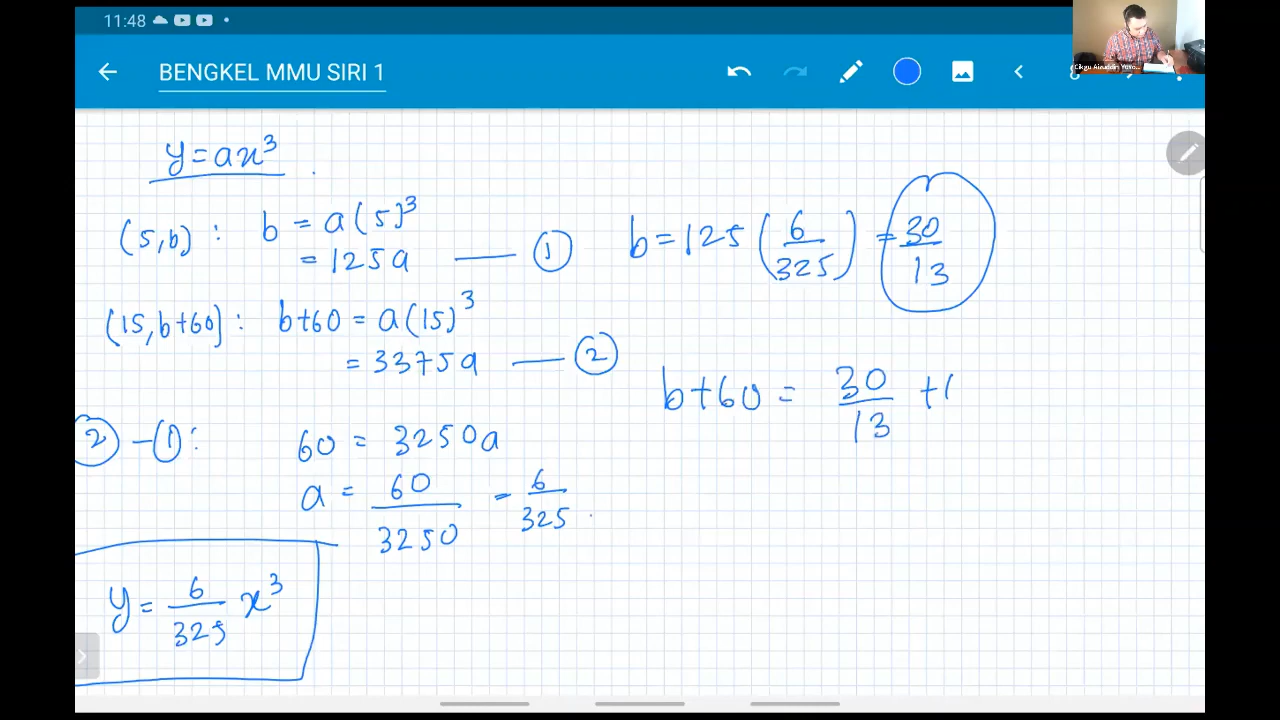 11:48
BENGKEL MMU SIRI 1
y=ax³
(5,b) : b = a(5)³
= 125a —— ①
(15,b+60) : b+60 = a(15)³
= 3375a —— ②
② - ① : 60 = 3250a
a = 60/3250 = 6/325
y = 6/325 x³
b = 125 (6/325) = 30/13
b+60 = 30/13 +